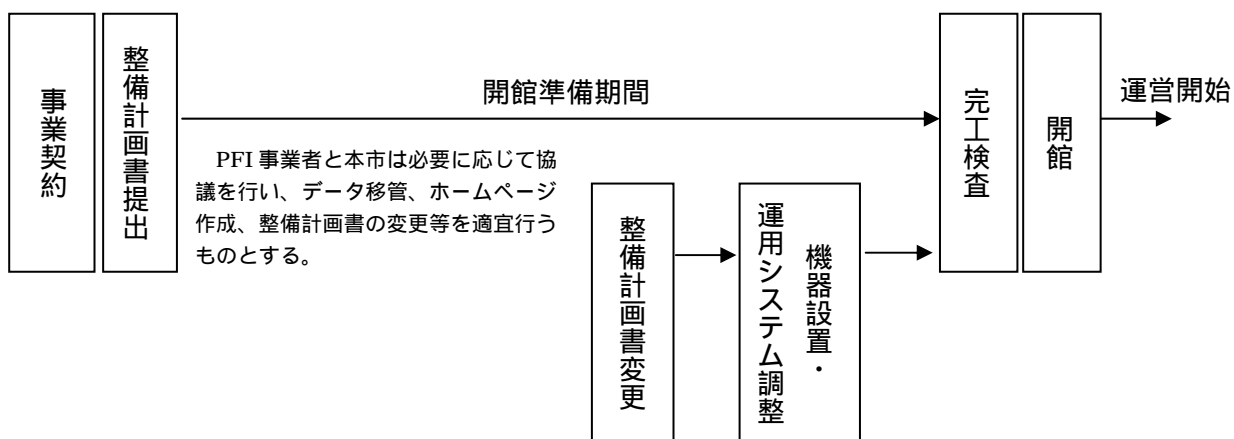 事業契約
整備計画書提出
開館準備期間
PFI 事業者と本市は必要に応じて協
議を行い、データ移管、ホームページ
作成、整備計画書の変更等を適宜行う
ものとする。
整備計画書変更
機器設置・
運用システム調整
完工検査
開館
運営開始